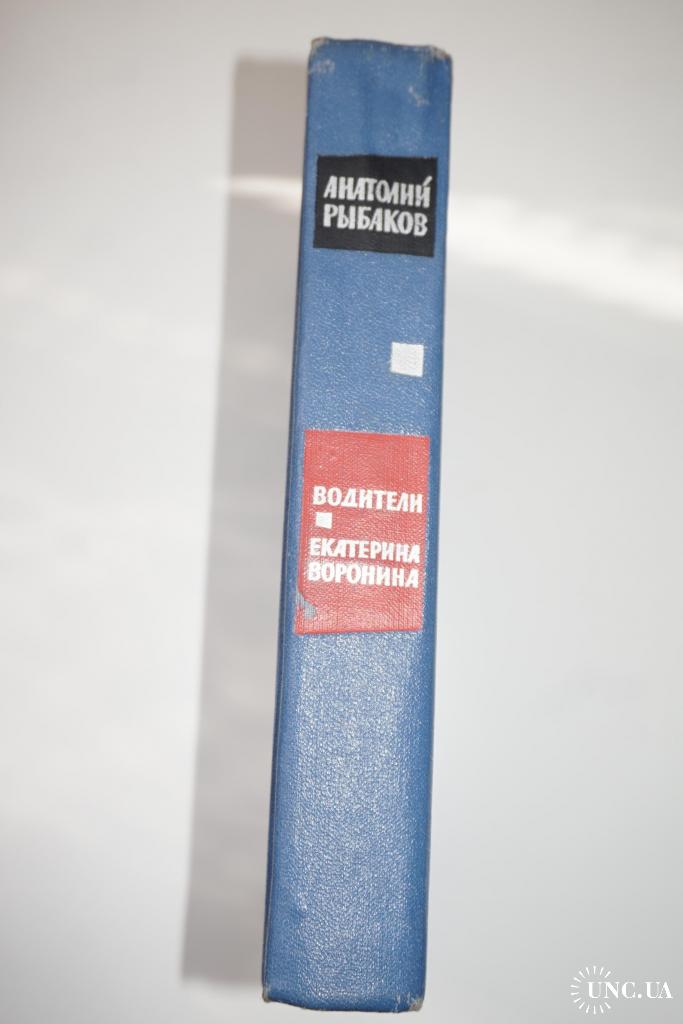 АНАТОЛИЙ
РЫБАКОВ
ВОДИТЕЛИ
ЕКАТЕРИНА
ВОРОНИНА
UNC.UA